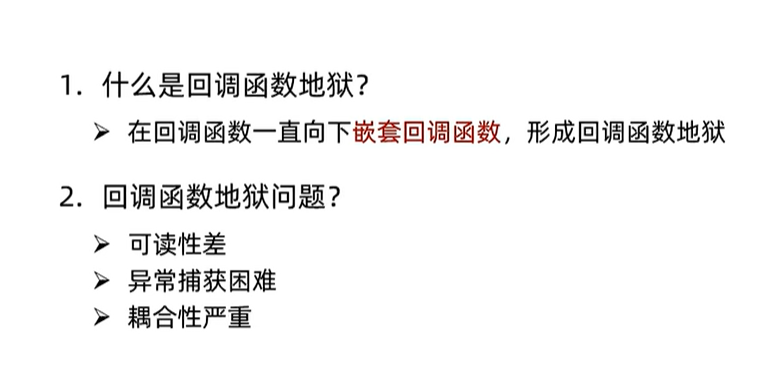 1. 什么是回调函数地狱？
➢ 在回调函数一直向下嵌套回调函数，形成回调函数地狱
2. 回调函数地狱问题？
➢ 可读性差
➢ 异常捕获困难
➢ 耦合性严重